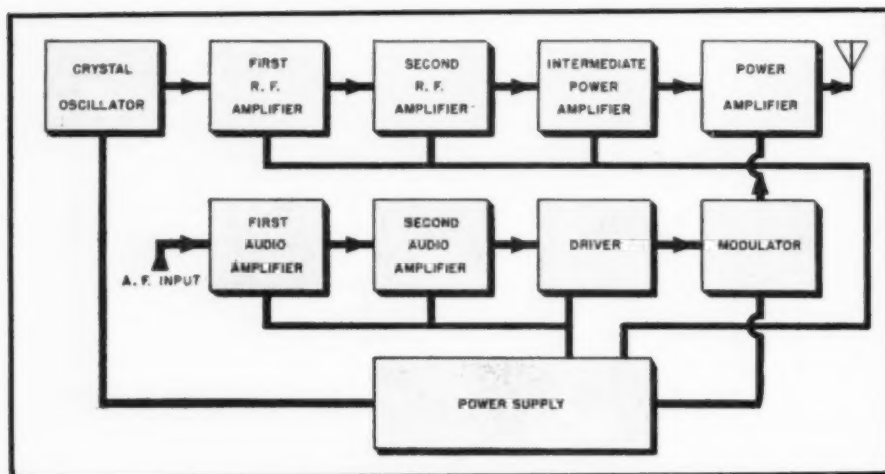 CRYSTAL
OSCILLATOR
FIRST
R. F.
AMPLIFIER
SECOND
R. F.
AMPLIFIER
INTERMEDIATE
POWER
AMPLIFIER
POWER
AMPLIFIER
FIRST
AUDIO
AMPLIFIER
SECOND
AUDIO
AMPLIFIER
DRIVER
MODULATOR
A. F. INPUT
POWER SUPPLY